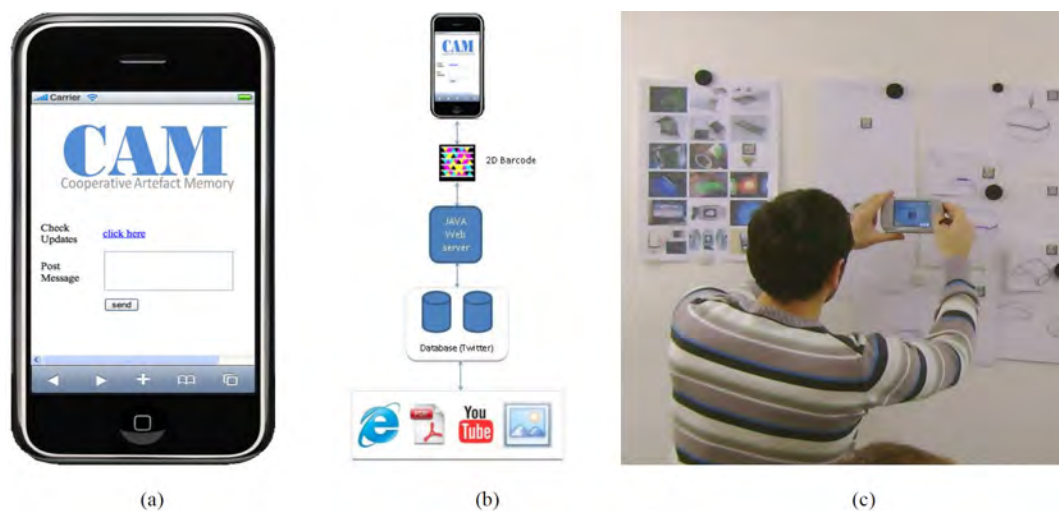 Carrier
CAM
Cooperative Artefact Memory
Check
Updates
click here
Post
Message
send
(a)
CAM
2D Barcode
JAVA
Web
server
Database (Twitter)
PDF
You
Tube
(b)
(c)